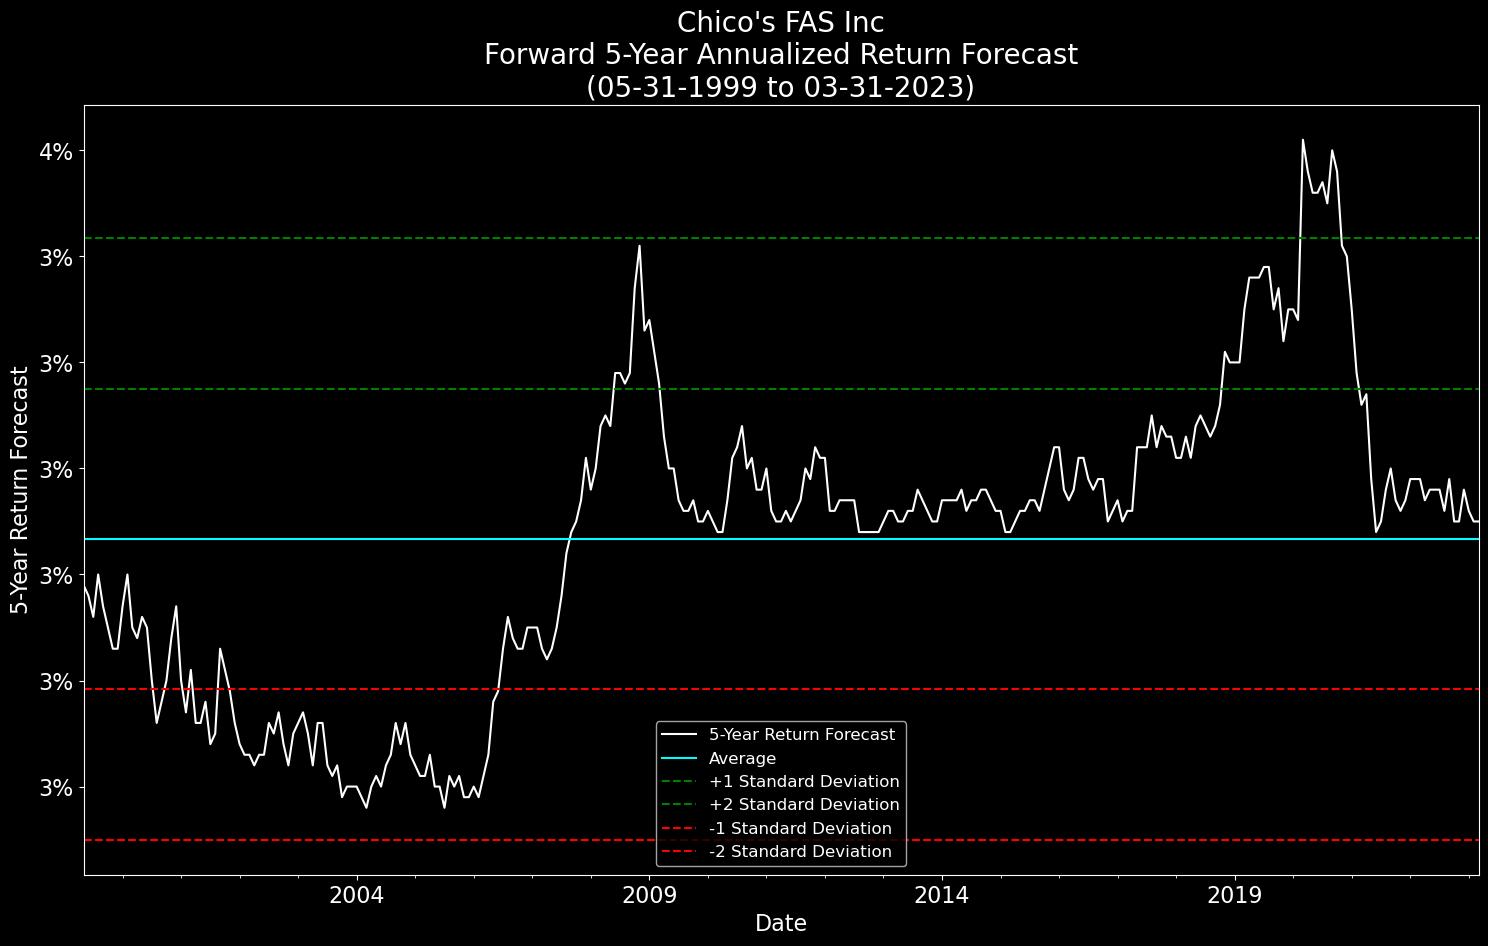 Chico's FAS Inc
Forward 5-Year Annualized Return Forecast
(05-31-1999 to 03-31-2023)
5-Year Return Forecast
4%
3%
3%
3%
3%
3%
3%
5-Year Return Forecast
Average
+1 Standard Deviation
+2 Standard Deviation
-1 Standard Deviation
-2 Standard Deviation
2004
2009
2014
2019
Date